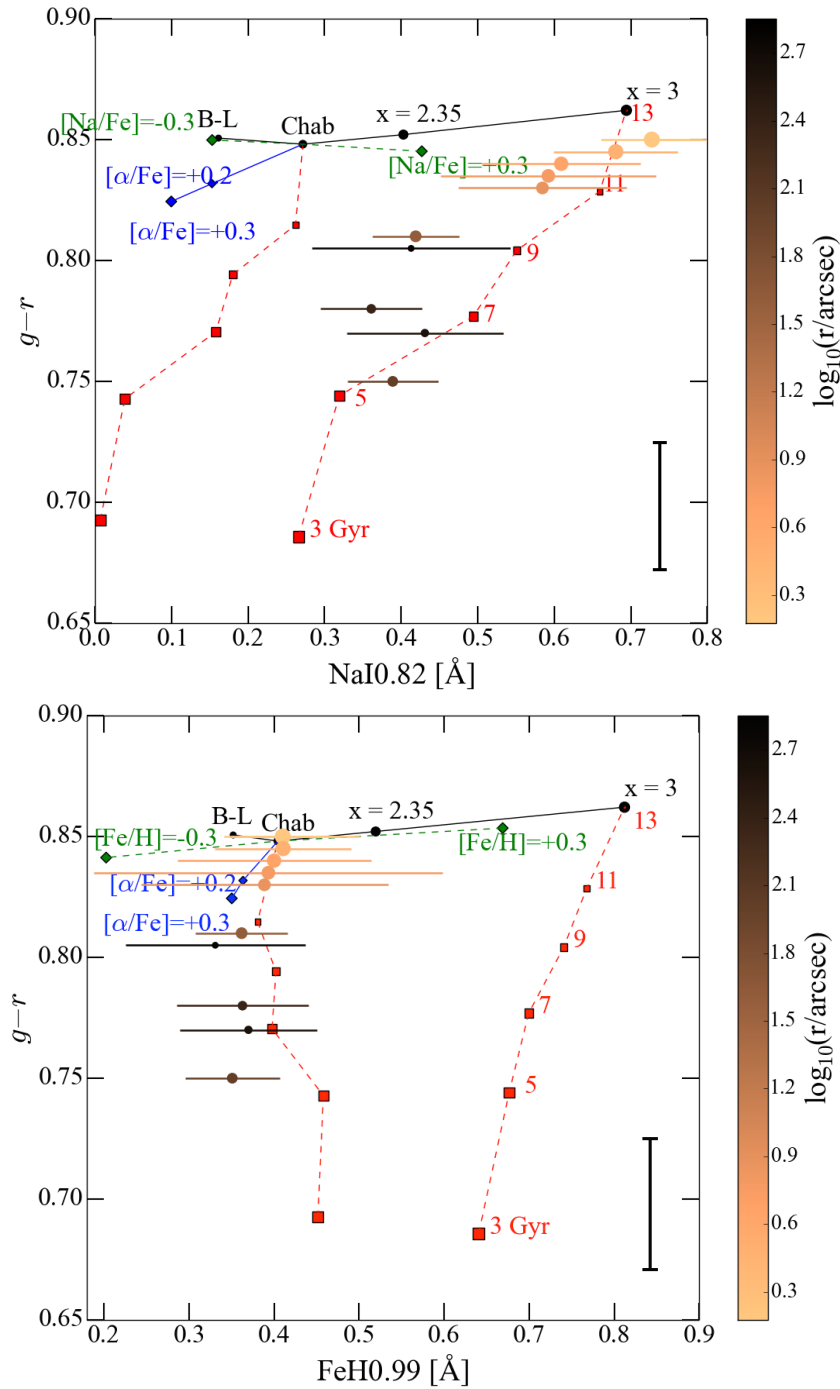 0.90
x = 3
[Na/Fe]=-0.3
B-L
Chab
x = 2.35
13
0.85
[α/Fe]=+0.2
[Na/Fe]=+0.3
11
[α/Fe]=+0.3
9
0.80
g−r
7
0.75
5
0.70
3 Gyr
0.65
0.0 0.1 0.2 0.3 0.4 0.5 0.6 0.7 0.8
NaI0.82 [Å]
2.7
2.4
2.1
1.8
1.5
1.2
0.9
0.6
0.3
log₁₀(r/arcsec)
0.90
x = 3
B-L
Chab
x = 2.35
13
0.85
[Fe/H]=-0.3
[Fe/H]=+0.3
[α/Fe]=+0.2
11
[α/Fe]=+0.3
9
0.80
g−r
7
0.75
5
0.70
3 Gyr
0.65
0.2 0.3 0.4 0.5 0.6 0.7 0.8 0.9
FeH0.99 [Å]
2.7
2.4
2.1
1.8
1.5
1.2
0.9
0.6
0.3
log₁₀(r/arcsec)